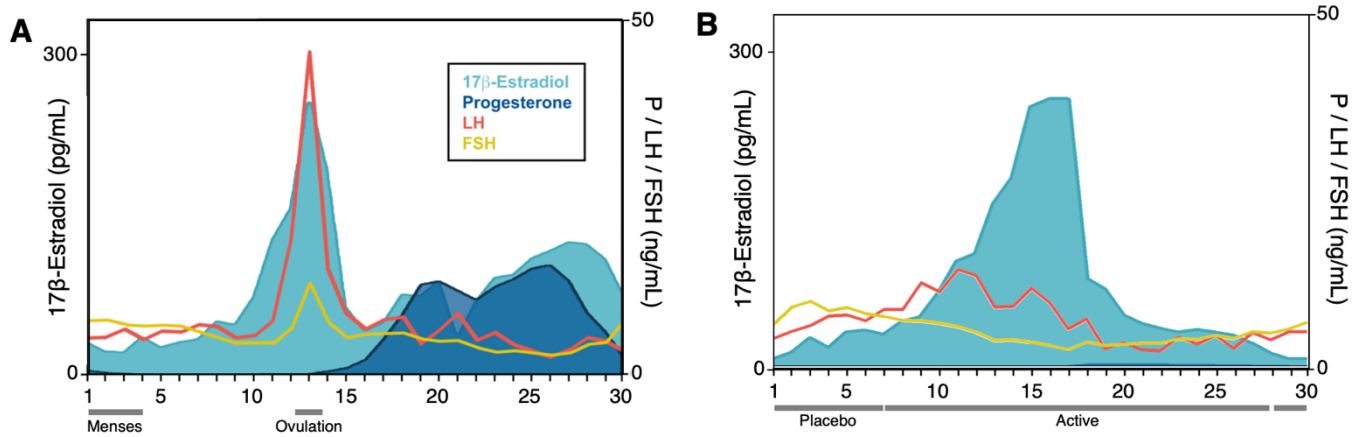 A
300
17β-Estradiol (pg/mL)
0
50
P / LH / FSH (ng/mL)
0
17β-Estradiol
Progesterone
LH
FSH
1 5 10 15 20 25 30
Menses Ovulation
B
300
17β-Estradiol (pg/mL)
0
50
P / LH / FSH (ng/mL)
0
1 5 10 15 20 25 30
Placebo Active